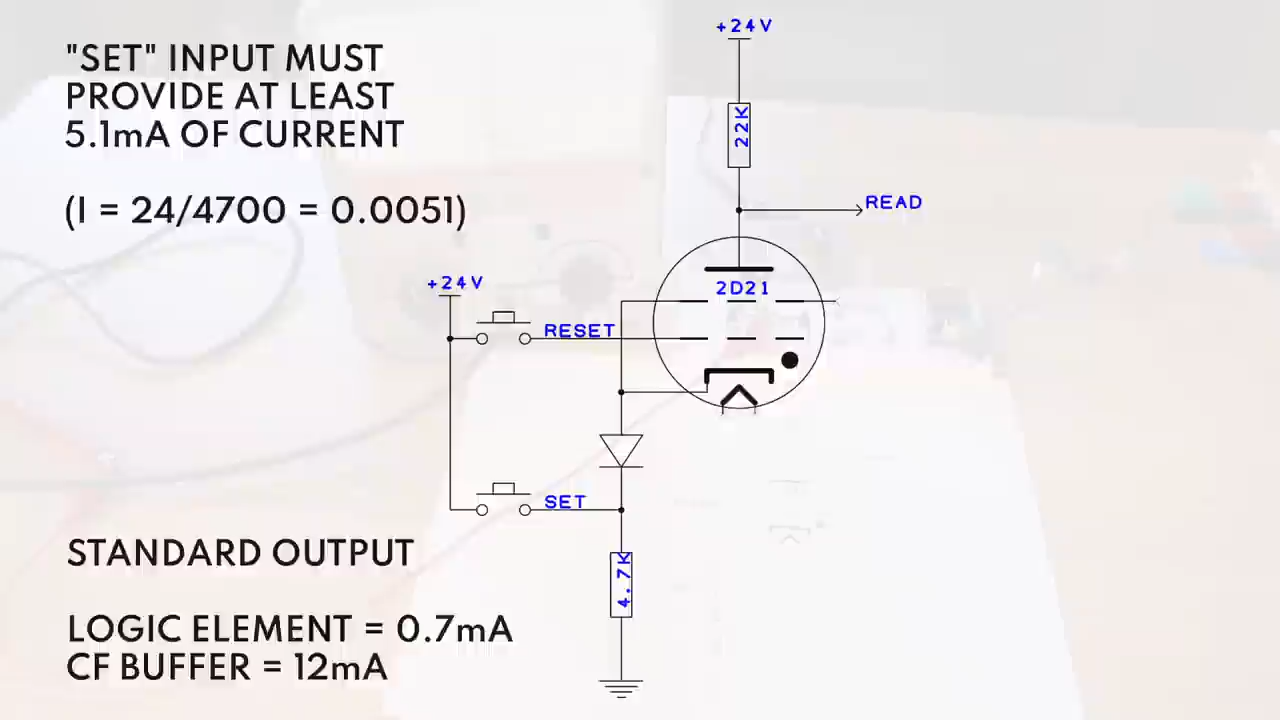 "SET" INPUT MUST
PROVIDE AT LEAST
5.1mA OF CURRENT
(I = 24/4700 = 0.0051)
+24V
22K
READ
2D21
+24V
RESET
SET
4.7K
STANDARD OUTPUT
LOGIC ELEMENT = 0.7mA
CF BUFFER = 12mA